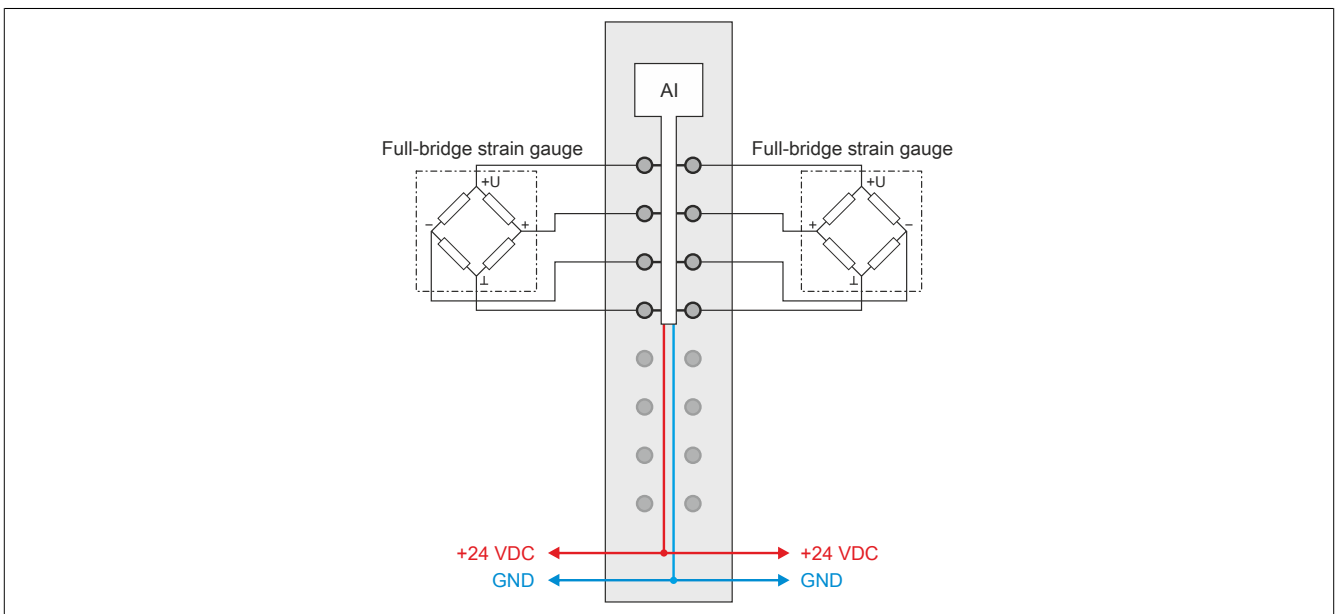 AI
Full-bridge strain gauge
Full-bridge strain gauge
+U
+U
-
+
+
-
⊥
⊥
+24 VDC
+24 VDC
GND
GND